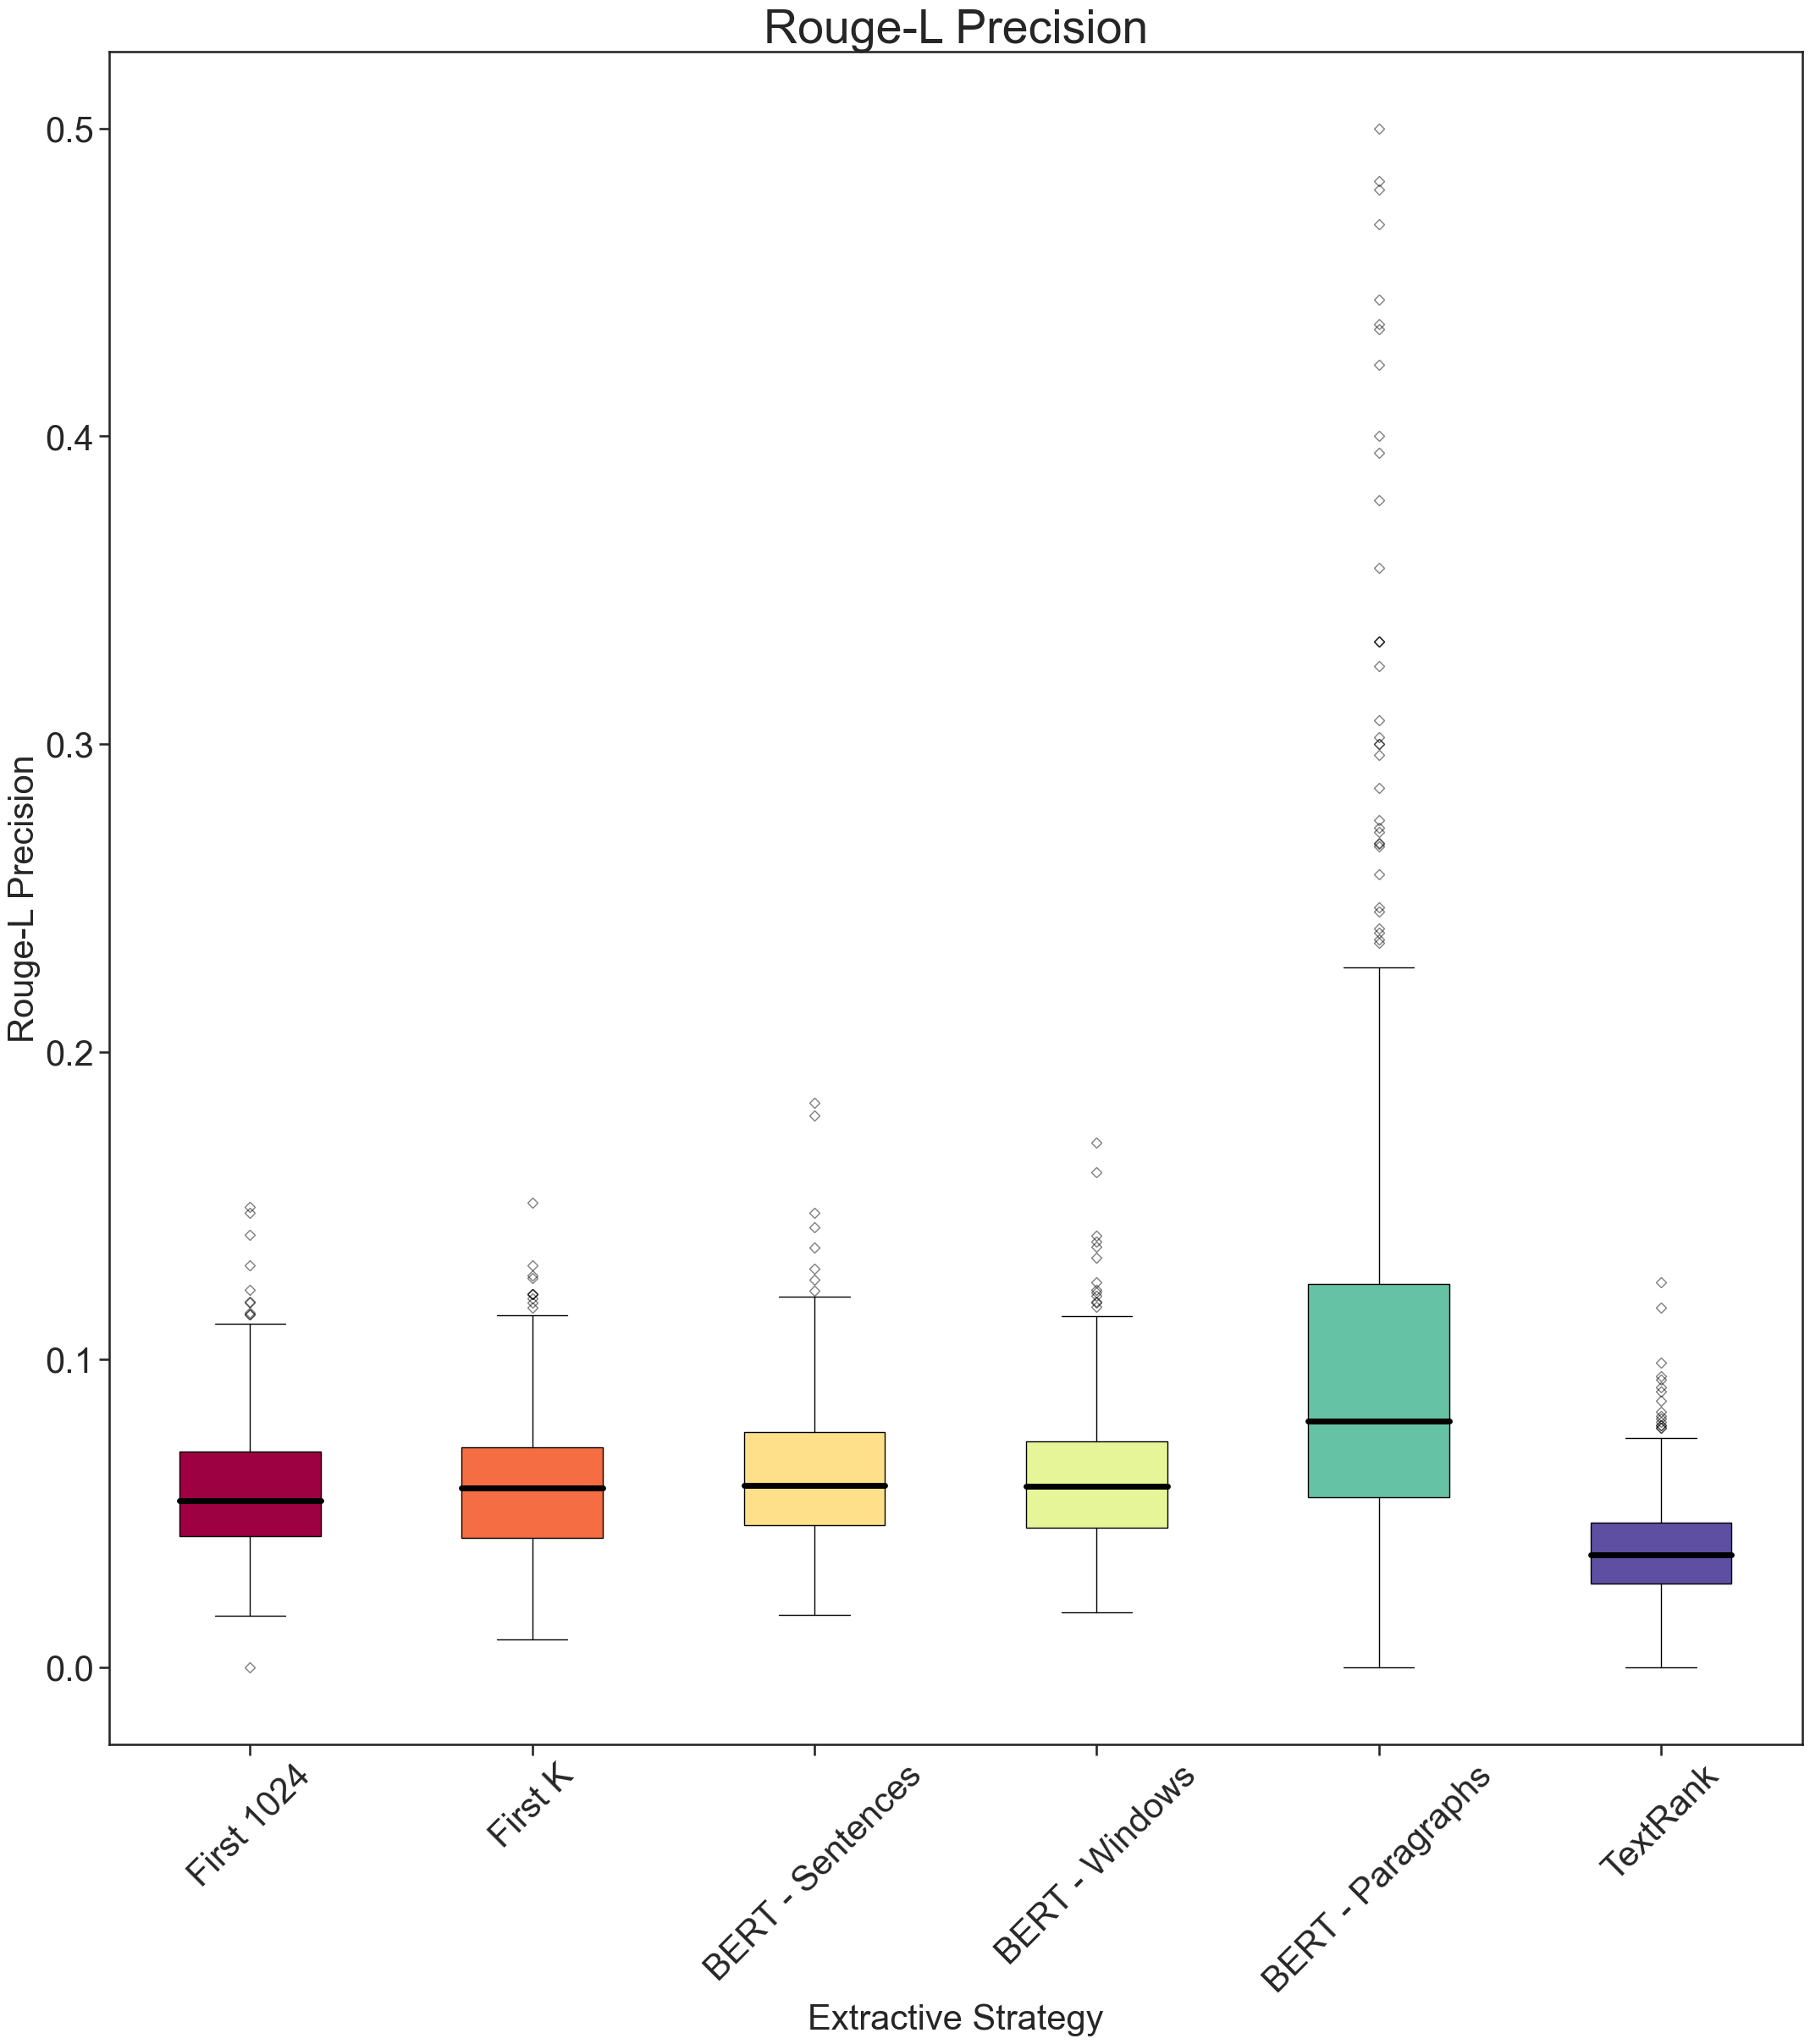 Rouge-L Precision
Rouge-L Precision
0.5
0.4
0.3
0.2
0.1
0.0
First 1024
First K
BERT - Sentences
BERT - Windows
BERT - Paragraphs
TextRank
Extractive Strategy